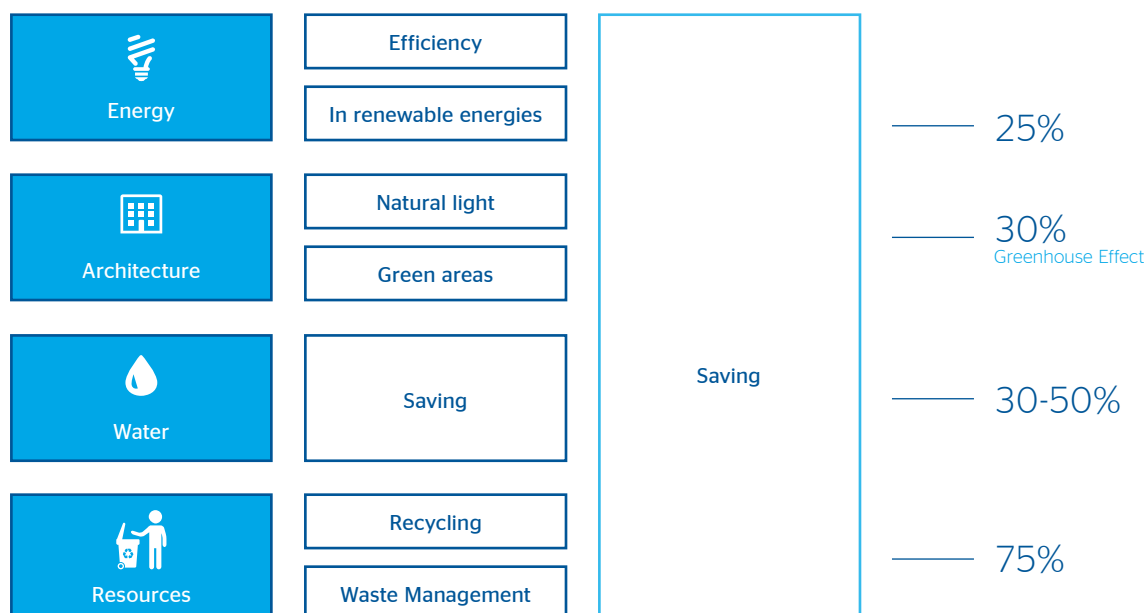 Energy
Efficiency
In renewable energies
25%
Architecture
Natural light
Green areas
30%
Greenhouse Effect
Water
Saving
Saving
30-50%
Resources
Recycling
Waste Management
75%